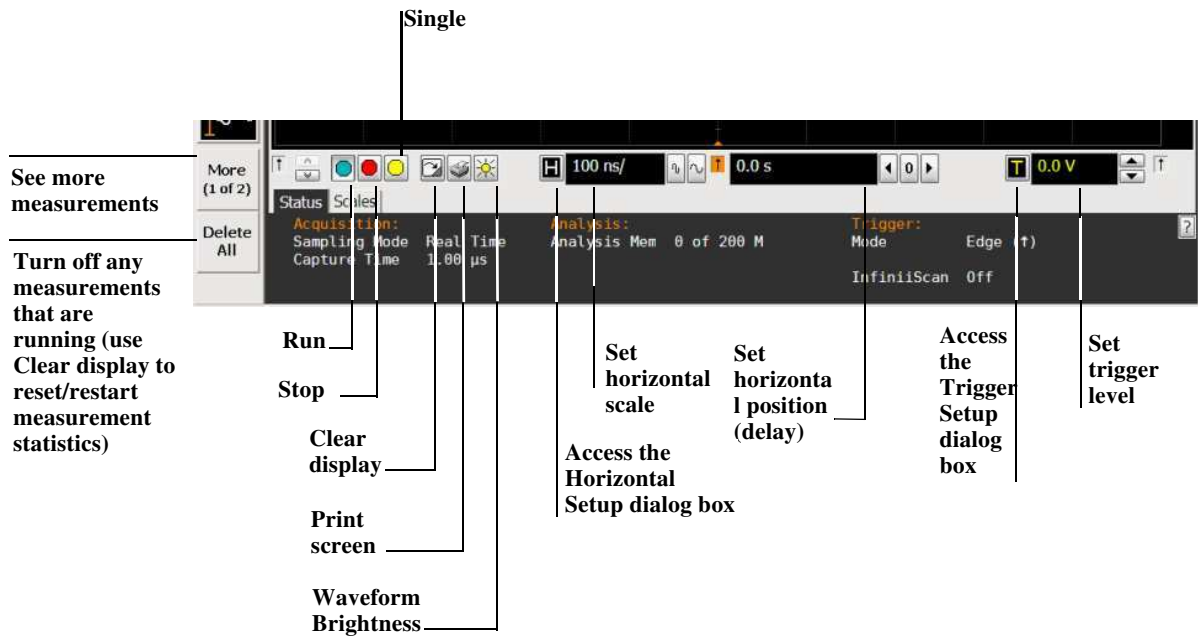 Single
More
(1 of 2)
See more
measurements
100 ns/
0.0 s
0
H
T
0.0 V
Status Scales
Delete
All
?
Acquisition:
Sampling Mode Real Time
Capture Time 1.00 µs
Analysis:
Analysis Mem 0 of 200 M
Trigger:
Mode Edge (↑)
InfiniiScan Off
Turn off any
measurements
that are
running (use
Clear display to
reset/restart
measurement
statistics)
Run
Stop
Clear
display
Print
screen
Waveform
Brightness
Set
horizontal
scale
Access the
Horizontal
Setup dialog box
Set
horizonta
l position
(delay)
Access
the
Trigger
Setup
dialog
box
Set
trigger
level